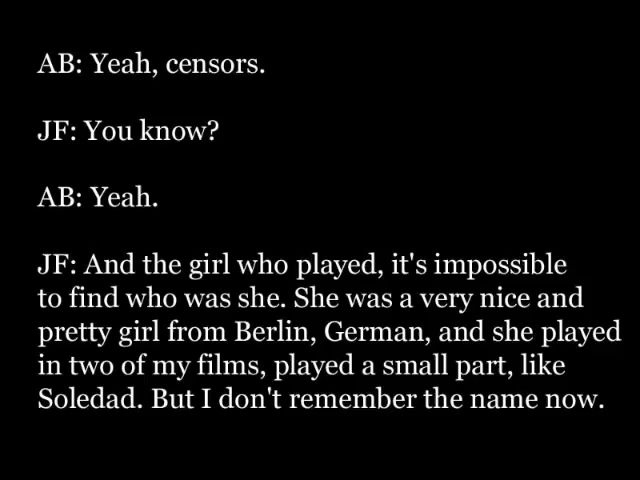 AB: Yeah, censors.
JF: You know?
AB: Yeah.
JF: And the girl who played, it's impossible
to find who was she. She was a very nice and
pretty girl from Berlin, German, and she played
in two of my films, played a small part, like
Soledad. But I don't remember the name now.